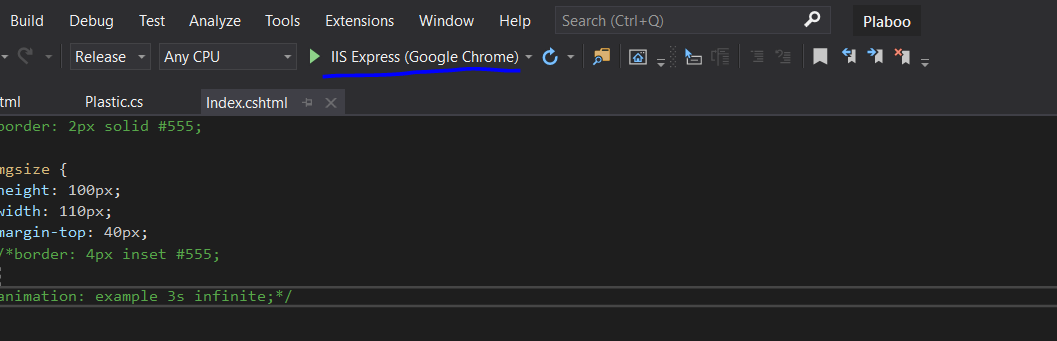 Build Debug Test Analyze Tools Extensions Window Help Search (Ctrl+Q) Plaboo
Release Any CPU IIS Express (Google Chrome)
tml Plastic.cs Index.cshtml
border: 2px solid #555;
mgsize {
height: 100px;
width: 110px;
margin-top: 40px;
/*border: 4px inset #555;
animation: example 3s infinite;*/